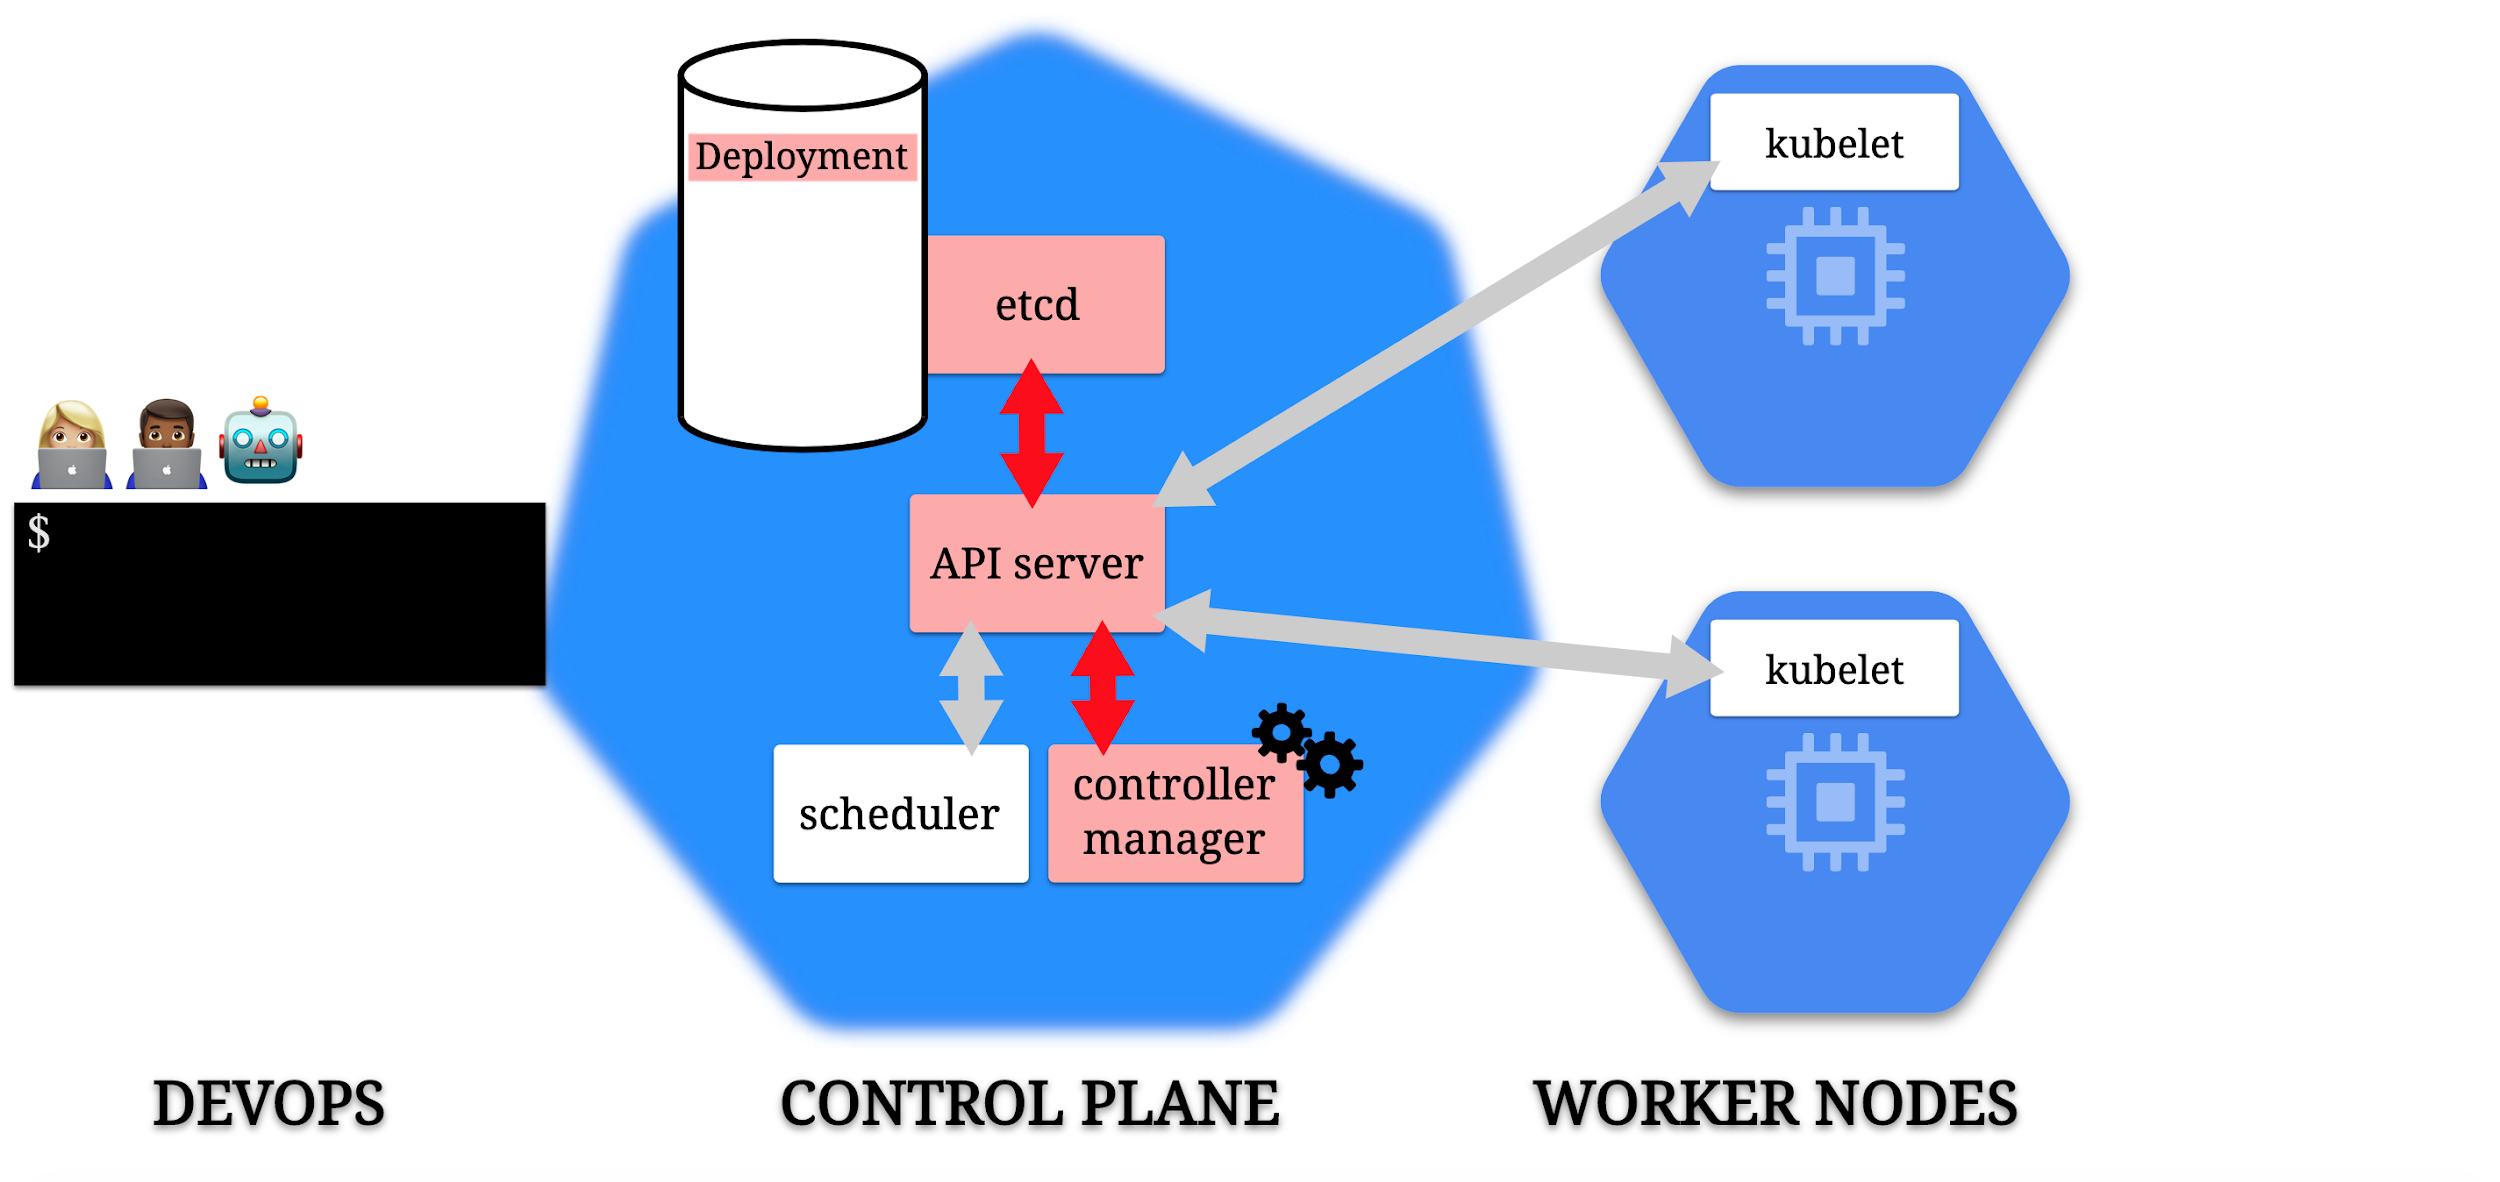 Deployment
etcd
$
API server
scheduler
controller
manager
kubelet
kubelet
DEVOPS
CONTROL PLANE
WORKER NODES